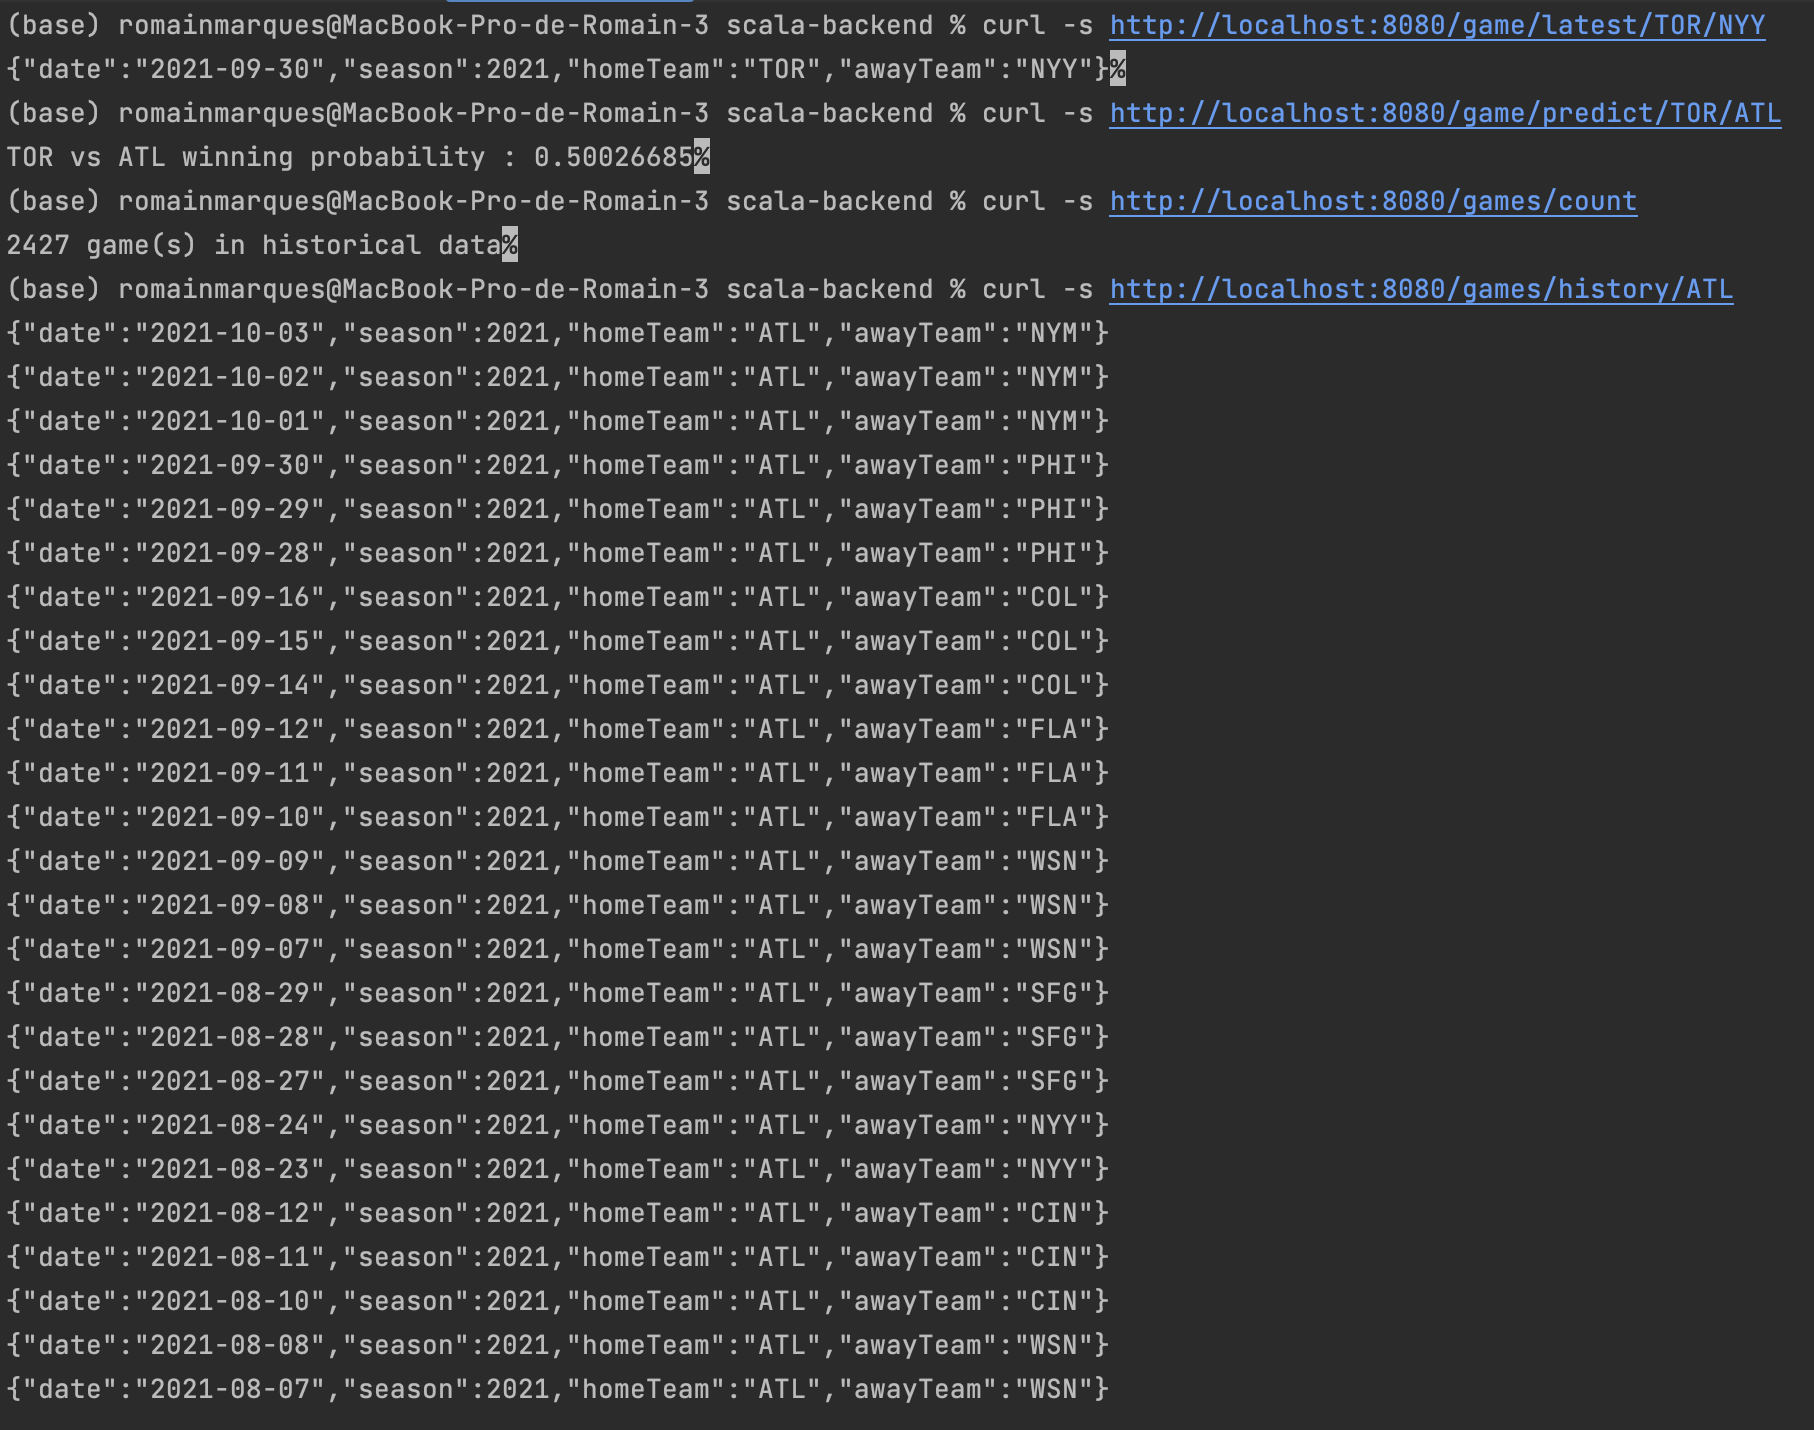 (base) romainmarques@MacBook-Pro-de-Romain-3 scala-backend % curl -s http://localhost:8080/game/latest/TOR/NYY
{"date":"2021-09-30","season":2021,"homeTeam":"TOR","awayTeam":"NYY"}%
(base) romainmarques@MacBook-Pro-de-Romain-3 scala-backend % curl -s http://localhost:8080/game/predict/TOR/ATL
TOR vs ATL winning probability : 0.50026685%
(base) romainmarques@MacBook-Pro-de-Romain-3 scala-backend % curl -s http://localhost:8080/games/count
2427 game(s) in historical data%
(base) romainmarques@MacBook-Pro-de-Romain-3 scala-backend % curl -s http://localhost:8080/games/history/ATL
{"date":"2021-10-03","season":2021,"homeTeam":"ATL","awayTeam":"NYM"}
{"date":"2021-10-02","season":2021,"homeTeam":"ATL","awayTeam":"NYM"}
{"date":"2021-10-01","season":2021,"homeTeam":"ATL","awayTeam":"NYM"}
{"date":"2021-09-30","season":2021,"homeTeam":"ATL","awayTeam":"PHI"}
{"date":"2021-09-29","season":2021,"homeTeam":"ATL","awayTeam":"PHI"}
{"date":"2021-09-28","season":2021,"homeTeam":"ATL","awayTeam":"PHI"}
{"date":"2021-09-16","season":2021,"homeTeam":"ATL","awayTeam":"COL"}
{"date":"2021-09-15","season":2021,"homeTeam":"ATL","awayTeam":"COL"}
{"date":"2021-09-14","season":2021,"homeTeam":"ATL","awayTeam":"COL"}
{"date":"2021-09-12","season":2021,"homeTeam":"ATL","awayTeam":"FLA"}
{"date":"2021-09-11","season":2021,"homeTeam":"ATL","awayTeam":"FLA"}
{"date":"2021-09-10","season":2021,"homeTeam":"ATL","awayTeam":"FLA"}
{"date":"2021-09-09","season":2021,"homeTeam":"ATL","awayTeam":"WSN"}
{"date":"2021-09-08","season":2021,"homeTeam":"ATL","awayTeam":"WSN"}
{"date":"2021-09-07","season":2021,"homeTeam":"ATL","awayTeam":"WSN"}
{"date":"2021-08-29","season":2021,"homeTeam":"ATL","awayTeam":"SFG"}
{"date":"2021-08-28","season":2021,"homeTeam":"ATL","awayTeam":"SFG"}
{"date":"2021-08-27","season":2021,"homeTeam":"ATL","awayTeam":"SFG"}
{"date":"2021-08-24","season":2021,"homeTeam":"ATL","awayTeam":"NYY"}
{"date":"2021-08-23","season":2021,"homeTeam":"ATL","awayTeam":"NYY"}
{"date":"2021-08-12","season":2021,"homeTeam":"ATL","awayTeam":"CIN"}
{"date":"2021-08-11","season":2021,"homeTeam":"ATL","awayTeam":"CIN"}
{"date":"2021-08-10","season":2021,"homeTeam":"ATL","awayTeam":"CIN"}
{"date":"2021-08-08","season":2021,"homeTeam":"ATL","awayTeam":"WSN"}
{"date":"2021-08-07","season":2021,"homeTeam":"ATL","awayTeam":"WSN"}